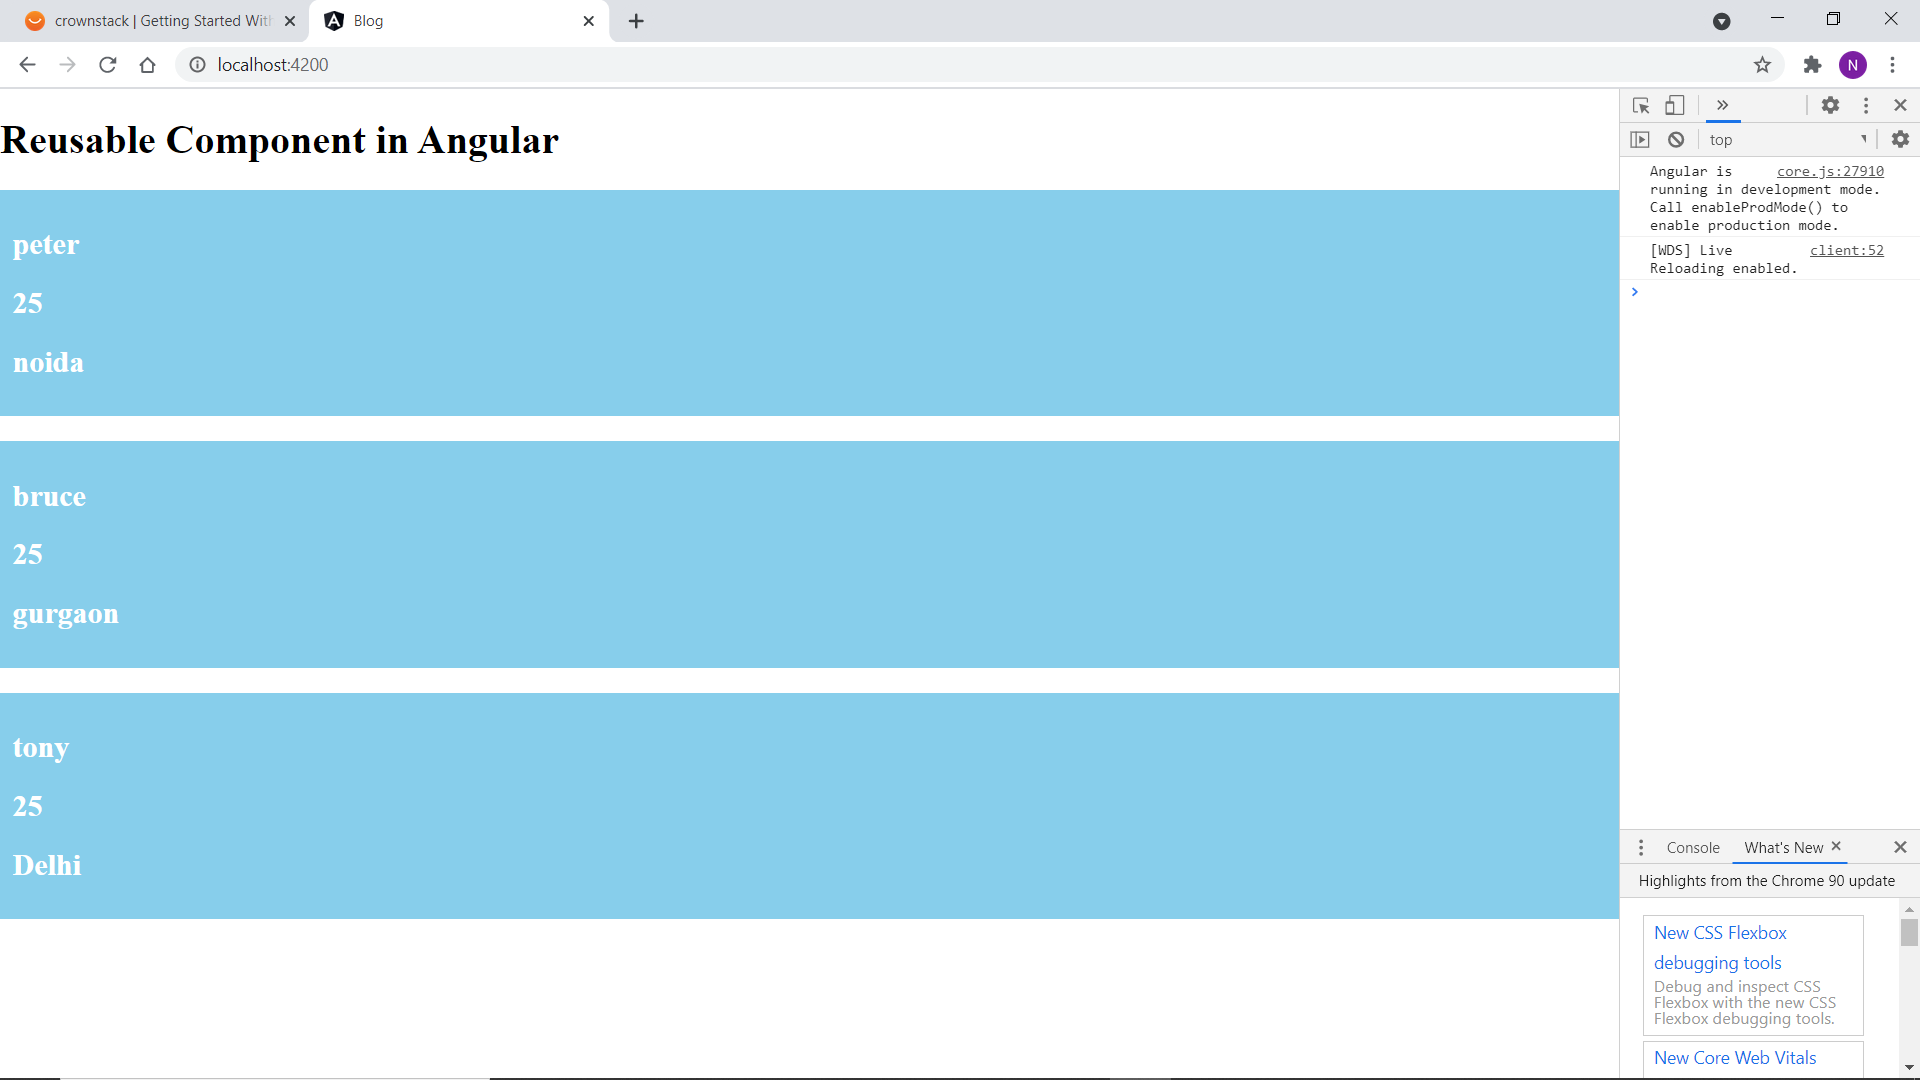 crownstack | Getting Started With
Blog
localhost:4200
N
Reusable Component in Angular
peter
25
noida
bruce
25
gurgaon
tony
25
Delhi
top
Angular is core.js:27910
running in development mode.
Call enableProdMode() to
enable production mode.
[WDS] Live client:52
Reloading enabled.
Console What's New
Highlights from the Chrome 90 update
New CSS Flexbox
debugging tools
Debug and inspect CSS
Flexbox with the new CSS
Flexbox debugging tools.
New Core Web Vitals